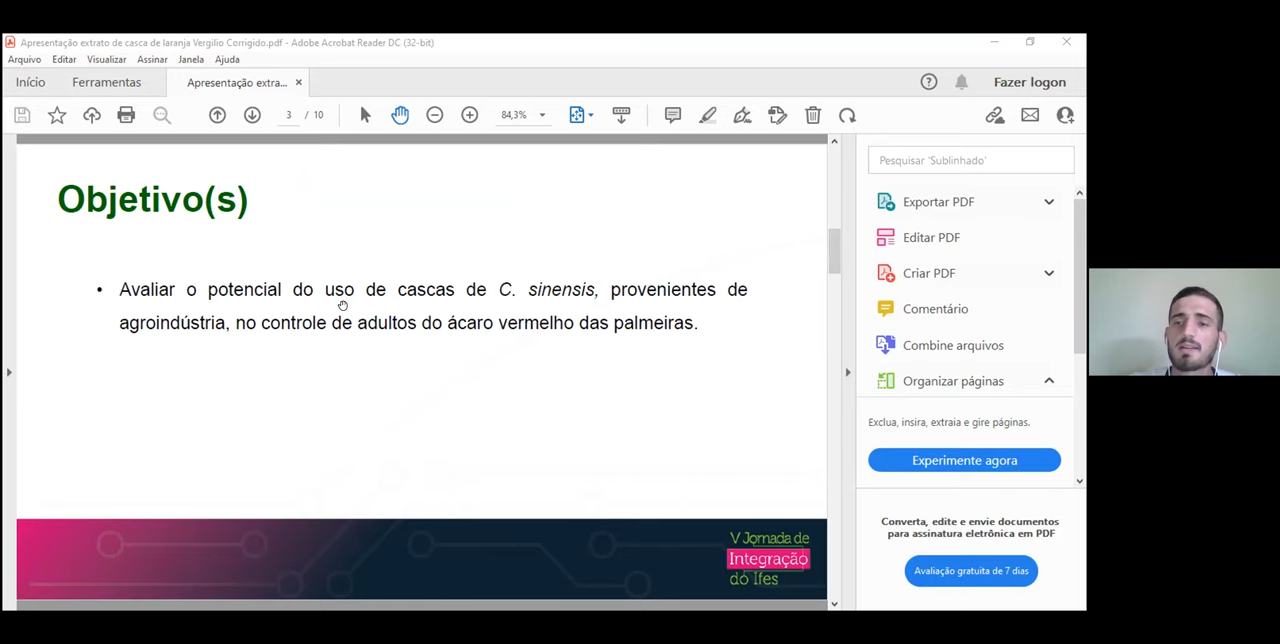 Apresentação extrato de casca de laranja Vergilio Corrigido.pdf - Adobe Acrobat Reader DC (32-bit)
Arquivo Editar Visualizar Assinar Janela Ajuda
Início Ferramentas Apresentação extra... × Fazer logon
3 / 10 84,3%
Pesquisar 'Sublinhado'
Objetivo(s)
Exportar PDF
Editar PDF
Criar PDF
Comentário
Combine arquivos
Organizar páginas
• Avaliar o potencial do uso de cascas de C. sinensis, provenientes de
agroindústria, no controle de adultos do ácaro vermelho das palmeiras.
Exclua, insira, extraia e gire páginas.
Experimente agora
Converta, edite e envie documentos
para assinatura eletrônica em PDF
Avaliação gratuita de 7 dias
V Jornada de
Integração
do Ifes